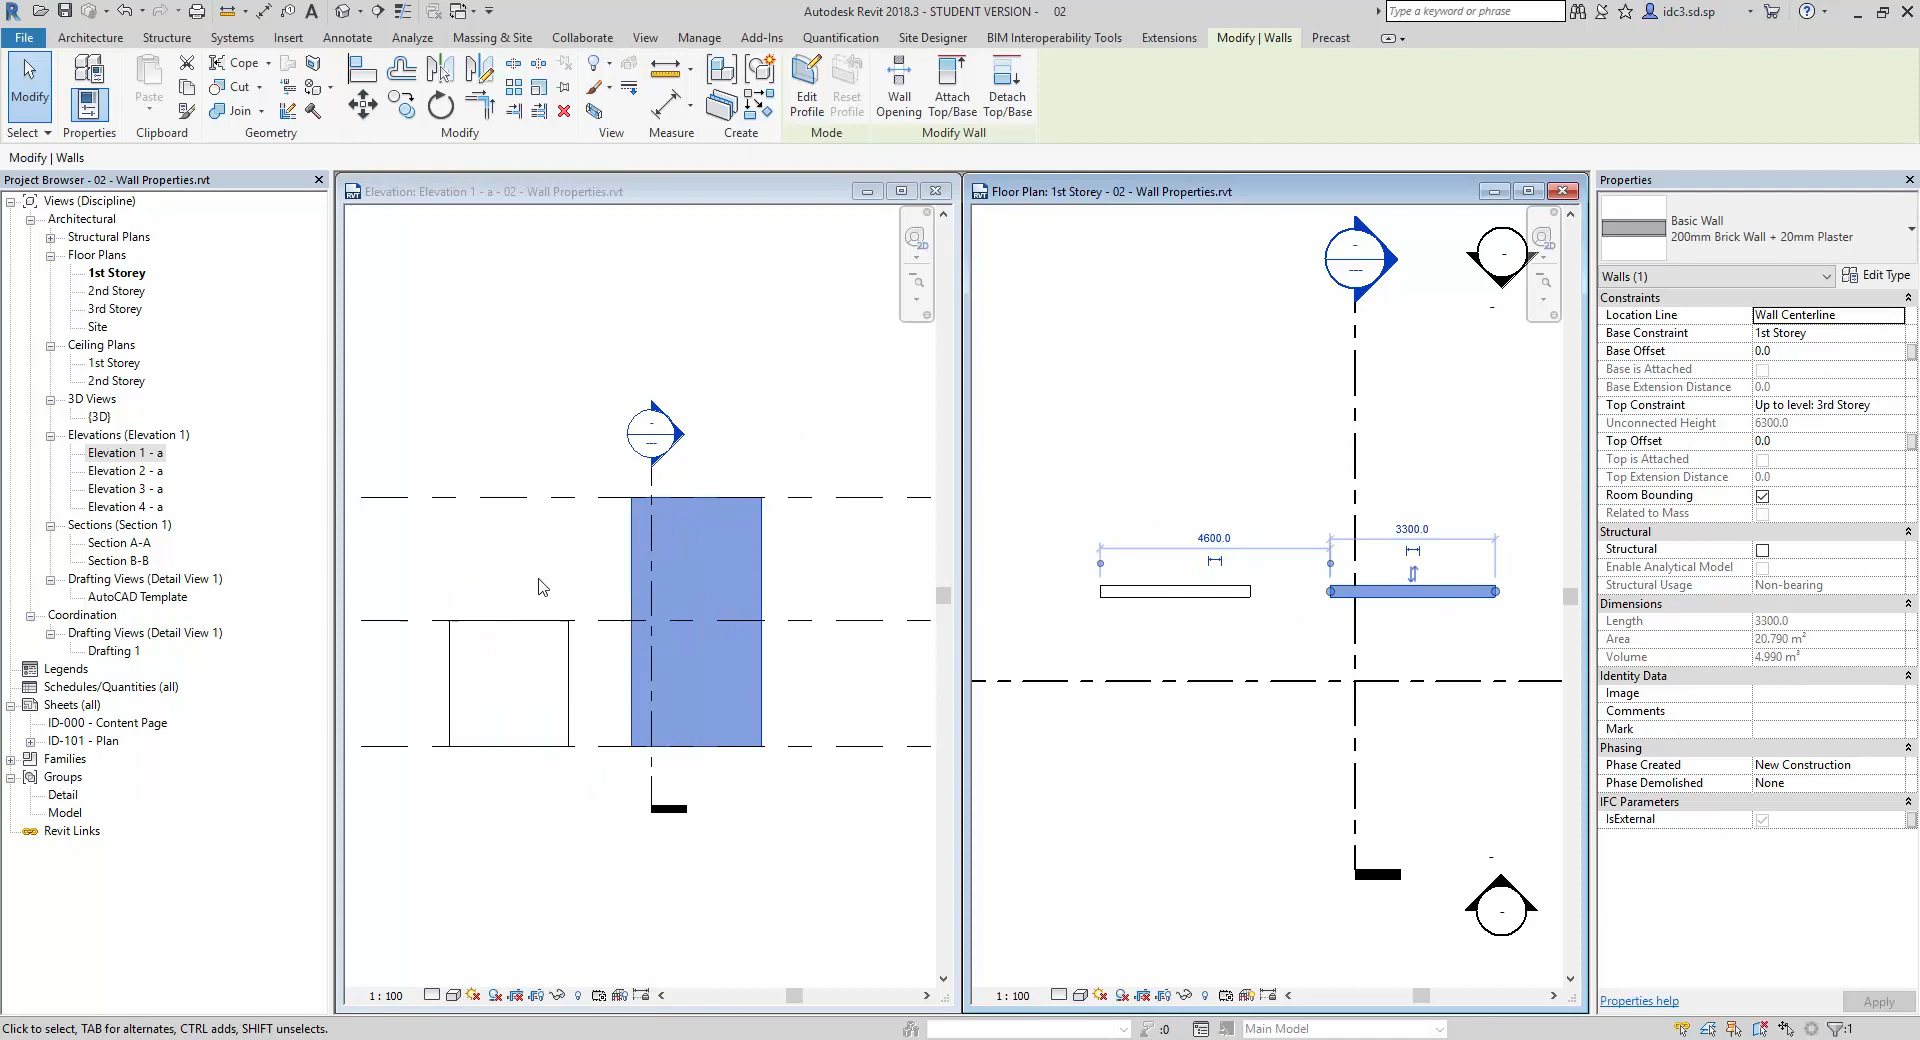 Autodesk Revit 2018.3 - STUDENT VERSION - 02
Type a keyword or phrase
idc3.sd.sp
File Architecture Structure Systems Insert Annotate Analyze Massing & Site Collaborate View Manage Add-Ins Quantification Site Designer BIM Interoperability Tools Extensions Modify | Walls Precast
Modify
Paste
Cope
Cut
Join
Edit Profile
Reset Profile
Wall Opening
Attach Top/Base
Detach Top/Base
Select Properties Clipboard Geometry Modify View Measure Create Mode Modify Wall
Modify | Walls
Project Browser - 02 - Wall Properties.rvt
Views (Discipline)
Architectural
Structural Plans
Floor Plans
1st Storey
2nd Storey
3rd Storey
Site
Ceiling Plans
1st Storey
2nd Storey
3D Views
{3D}
Elevations (Elevation 1)
Elevation 1 - a
Elevation 2 - a
Elevation 3 - a
Elevation 4 - a
Sections (Section 1)
Section A-A
Section B-B
Drafting Views (Detail View 1)
AutoCAD Template
Coordination
Drafting Views (Detail View 1)
Drafting 1
Legends
Schedules/Quantities (all)
Sheets (all)
ID-000 - Content Page
ID-101 - Plan
Families
Groups
Detail
Model
Revit Links
Elevation: Elevation 1 - a - 02 - Wall Properties.rvt
2D
1 : 100
Floor Plan: 1st Storey - 02 - Wall Properties.rvt
2D
4600.0
3300.0
1 : 100
Properties
Basic Wall
200mm Brick Wall + 20mm Plaster
Walls (1) Edit Type
Constraints
Location Line Wall Centerline
Base Constraint 1st Storey
Base Offset 0.0
Base is Attached
Base Extension Distance 0.0
Top Constraint Up to level: 3rd Storey
Unconnected Height 6300.0
Top Offset 0.0
Top is Attached
Top Extension Distance 0.0
Room Bounding
Related to Mass
Structural
Structural
Enable Analytical Model
Structural Usage Non-bearing
Dimensions
Length 3300.0
Area 20.790 m²
Volume 4.990 m³
Identity Data
Image
Comments
Mark
Phasing
Phase Created New Construction
Phase Demolished None
IFC Parameters
IsExternal
Properties help Apply
Click to select, TAB for alternates, CTRL adds, SHIFT unselects.
:0
Main Model
:1